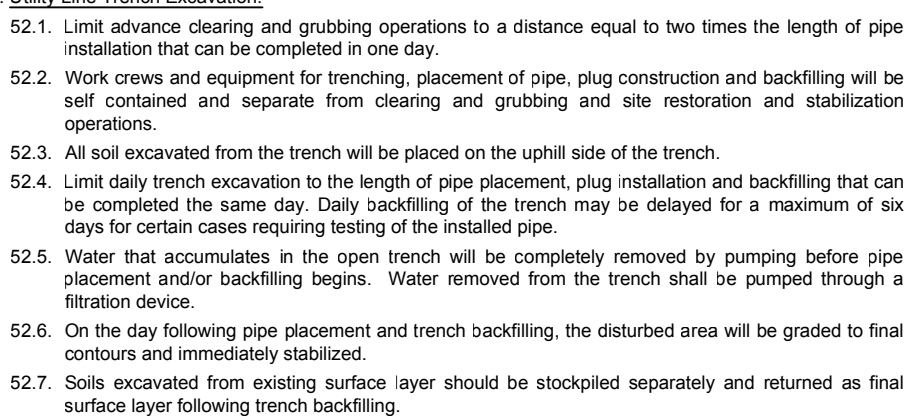 Utility Line Trench Excavation:
52.1. Limit advance clearing and grubbing operations to a distance equal to two times the length of pipe
installation that can be completed in one day.
52.2. Work crews and equipment for trenching, placement of pipe, plug construction and backfilling will be
self contained and separate from clearing and grubbing and site restoration and stabilization
operations.
52.3. All soil excavated from the trench will be placed on the uphill side of the trench.
52.4. Limit daily trench excavation to the length of pipe placement, plug installation and backfilling that can
be completed the same day. Daily backfilling of the trench may be delayed for a maximum of six
days for certain cases requiring testing of the installed pipe.
52.5. Water that accumulates in the open trench will be completely removed by pumping before pipe
placement and/or backfilling begins. Water removed from the trench shall be pumped through a
filtration device.
52.6. On the day following pipe placement and trench backfilling, the disturbed area will be graded to final
contours and immediately stabilized.
52.7. Soils excavated from existing surface layer should be stockpiled separately and returned as final
surface layer following trench backfilling.